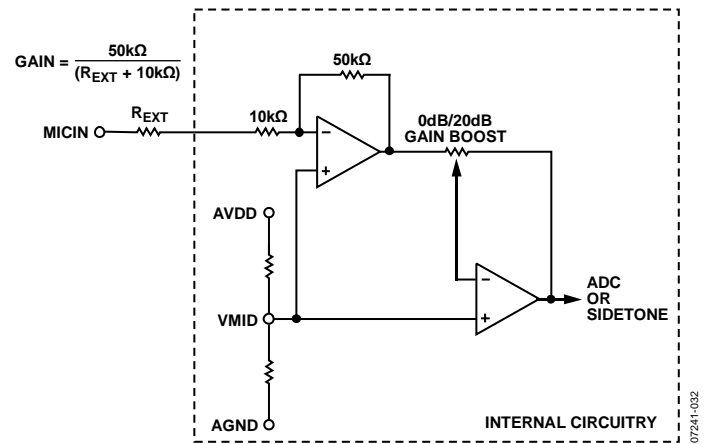 GAIN = 50kΩ / (REXT + 10kΩ)
50kΩ
REXT
10kΩ
0dB/20dB
GAIN BOOST
MICIN
−
+
AVDD
−
+
ADC
OR
SIDETONE
VMID
AGND
INTERNAL CIRCUITRY
07241-032